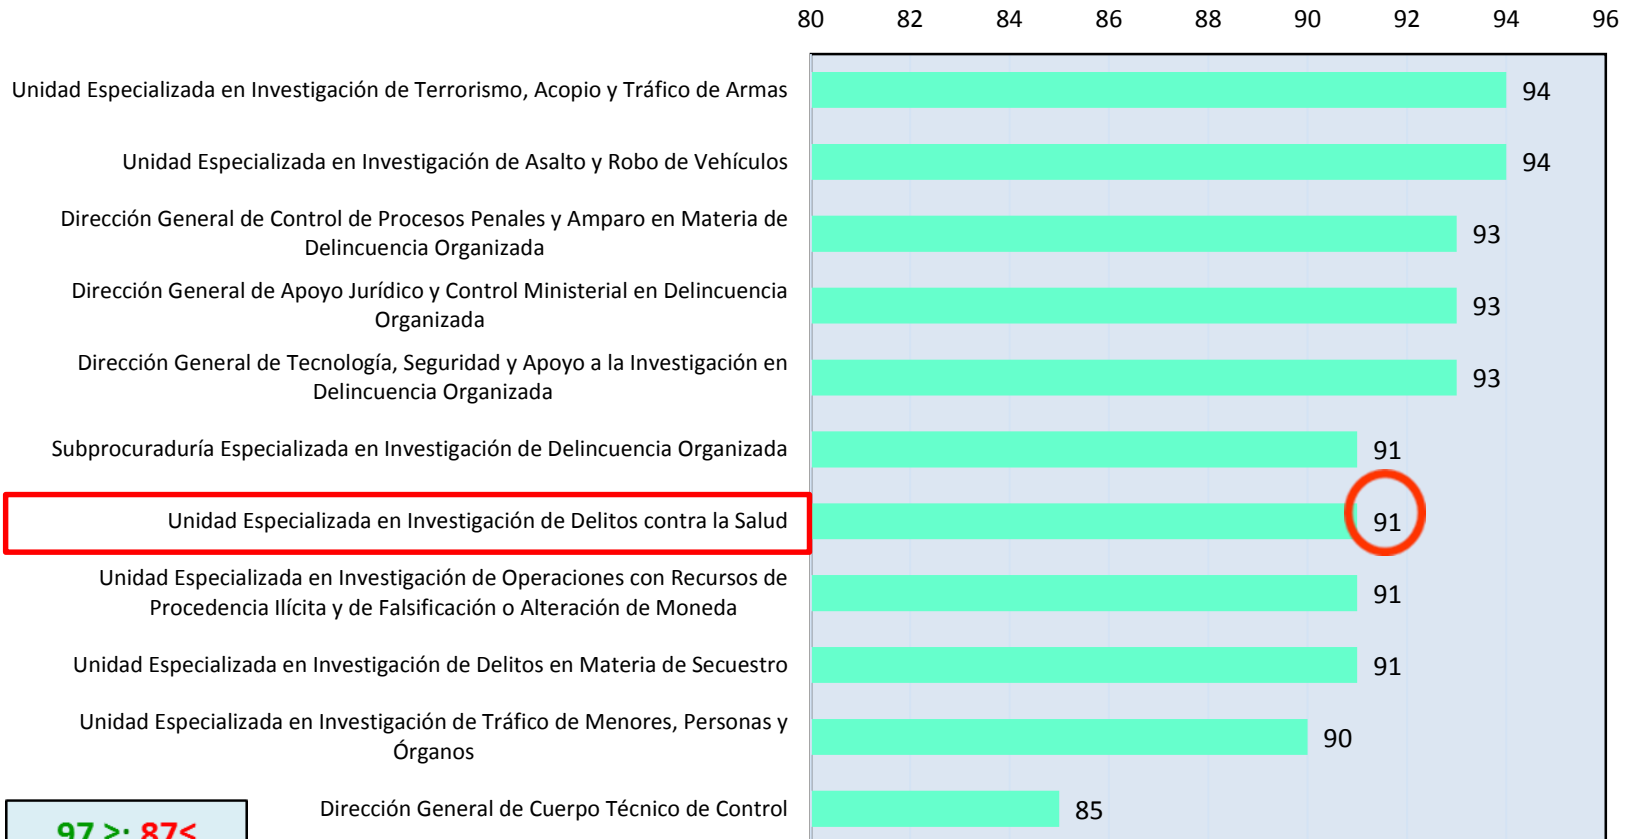 80 82 84 86 88 90 92 94 96
Unidad Especializada en Investigación de Terrorismo, Acopio y Tráfico de Armas 94
Unidad Especializada en Investigación de Asalto y Robo de Vehículos 94
Dirección General de Control de Procesos Penales y Amparo en Materia de
Delincuencia Organizada 93
Dirección General de Apoyo Jurídico y Control Ministerial en Delincuencia
Organizada 93
Dirección General de Tecnología, Seguridad y Apoyo a la Investigación en
Delincuencia Organizada 93
Subprocuraduría Especializada en Investigación de Delincuencia Organizada 91
Unidad Especializada en Investigación de Delitos contra la Salud 91
Unidad Especializada en Investigación de Operaciones con Recursos de
Procedencia Ilícita y de Falsificación o Alteración de Moneda 91
Unidad Especializada en Investigación de Delitos en Materia de Secuestro 91
Unidad Especializada en Investigación de Tráfico de Menores, Personas y
Órganos 90
Dirección General de Cuerpo Técnico de Control 85
97 >; 87<